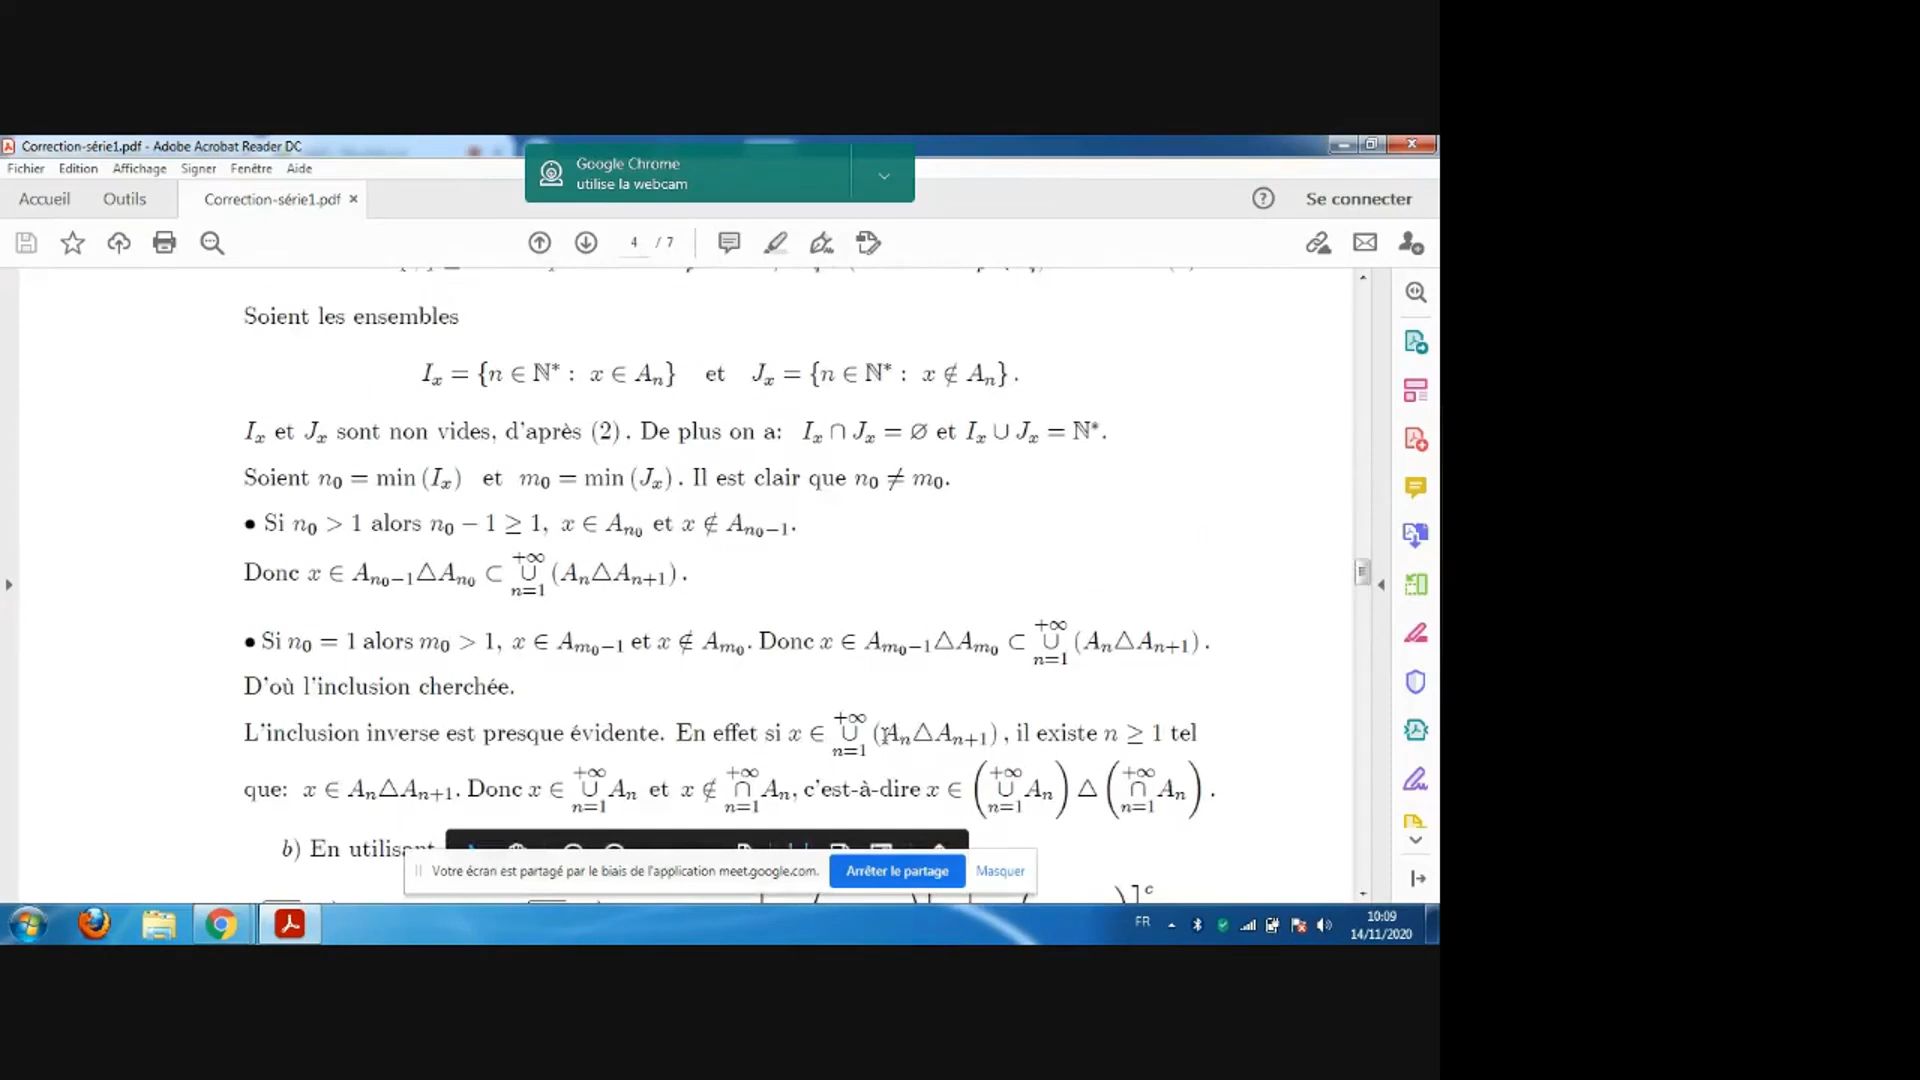 Correction-série1.pdf - Adobe Acrobat Reader DC
Fichier Edition Affichage Signer Fenêtre Aide
Google Chrome
utilise la webcam
Accueil Outils Correction-série1.pdf × Se connecter
4 / 7
Soient les ensembles
I_x = {n ∈ ℕ* : x ∈ A_n} et J_x = {n ∈ ℕ* : x ∉ A_n} .
I_x et J_x sont non vides, d'après (2) . De plus on a: I_x ∩ J_x = ∅ et I_x ∪ J_x = ℕ*.
Soient n_0 = min (I_x) et m_0 = min (J_x) . Il est clair que n_0 ≠ m_0.
• Si n_0 > 1 alors n_0 − 1 ≥ 1, x ∈ A_{n_0} et x ∉ A_{n_0−1}.
Donc x ∈ A_{n_0−1}△A_{n_0} ⊂ ∪_{n=1}^{+∞} (A_n△A_{n+1}) .
• Si n_0 = 1 alors m_0 > 1, x ∈ A_{m_0−1} et x ∉ A_{m_0}. Donc x ∈ A_{m_0−1}△A_{m_0} ⊂ ∪_{n=1}^{+∞} (A_n△A_{n+1}) .
D'où l'inclusion cherchée.
L'inclusion inverse est presque évidente. En effet si x ∈ ∪_{n=1}^{+∞} (A_n△A_{n+1}) , il existe n ≥ 1 tel
que: x ∈ A_n△A_{n+1}. Donc x ∈ ∪_{n=1}^{+∞} A_n et x ∉ ∩_{n=1}^{+∞} A_n, c'est-à-dire x ∈ (∪_{n=1}^{+∞} A_n) △ (∩_{n=1}^{+∞} A_n) .
b) En utilisant
Votre écran est partagé par le biais de l'application meet.google.com. Arrêter le partage Masquer
FR 10:09
14/11/2020